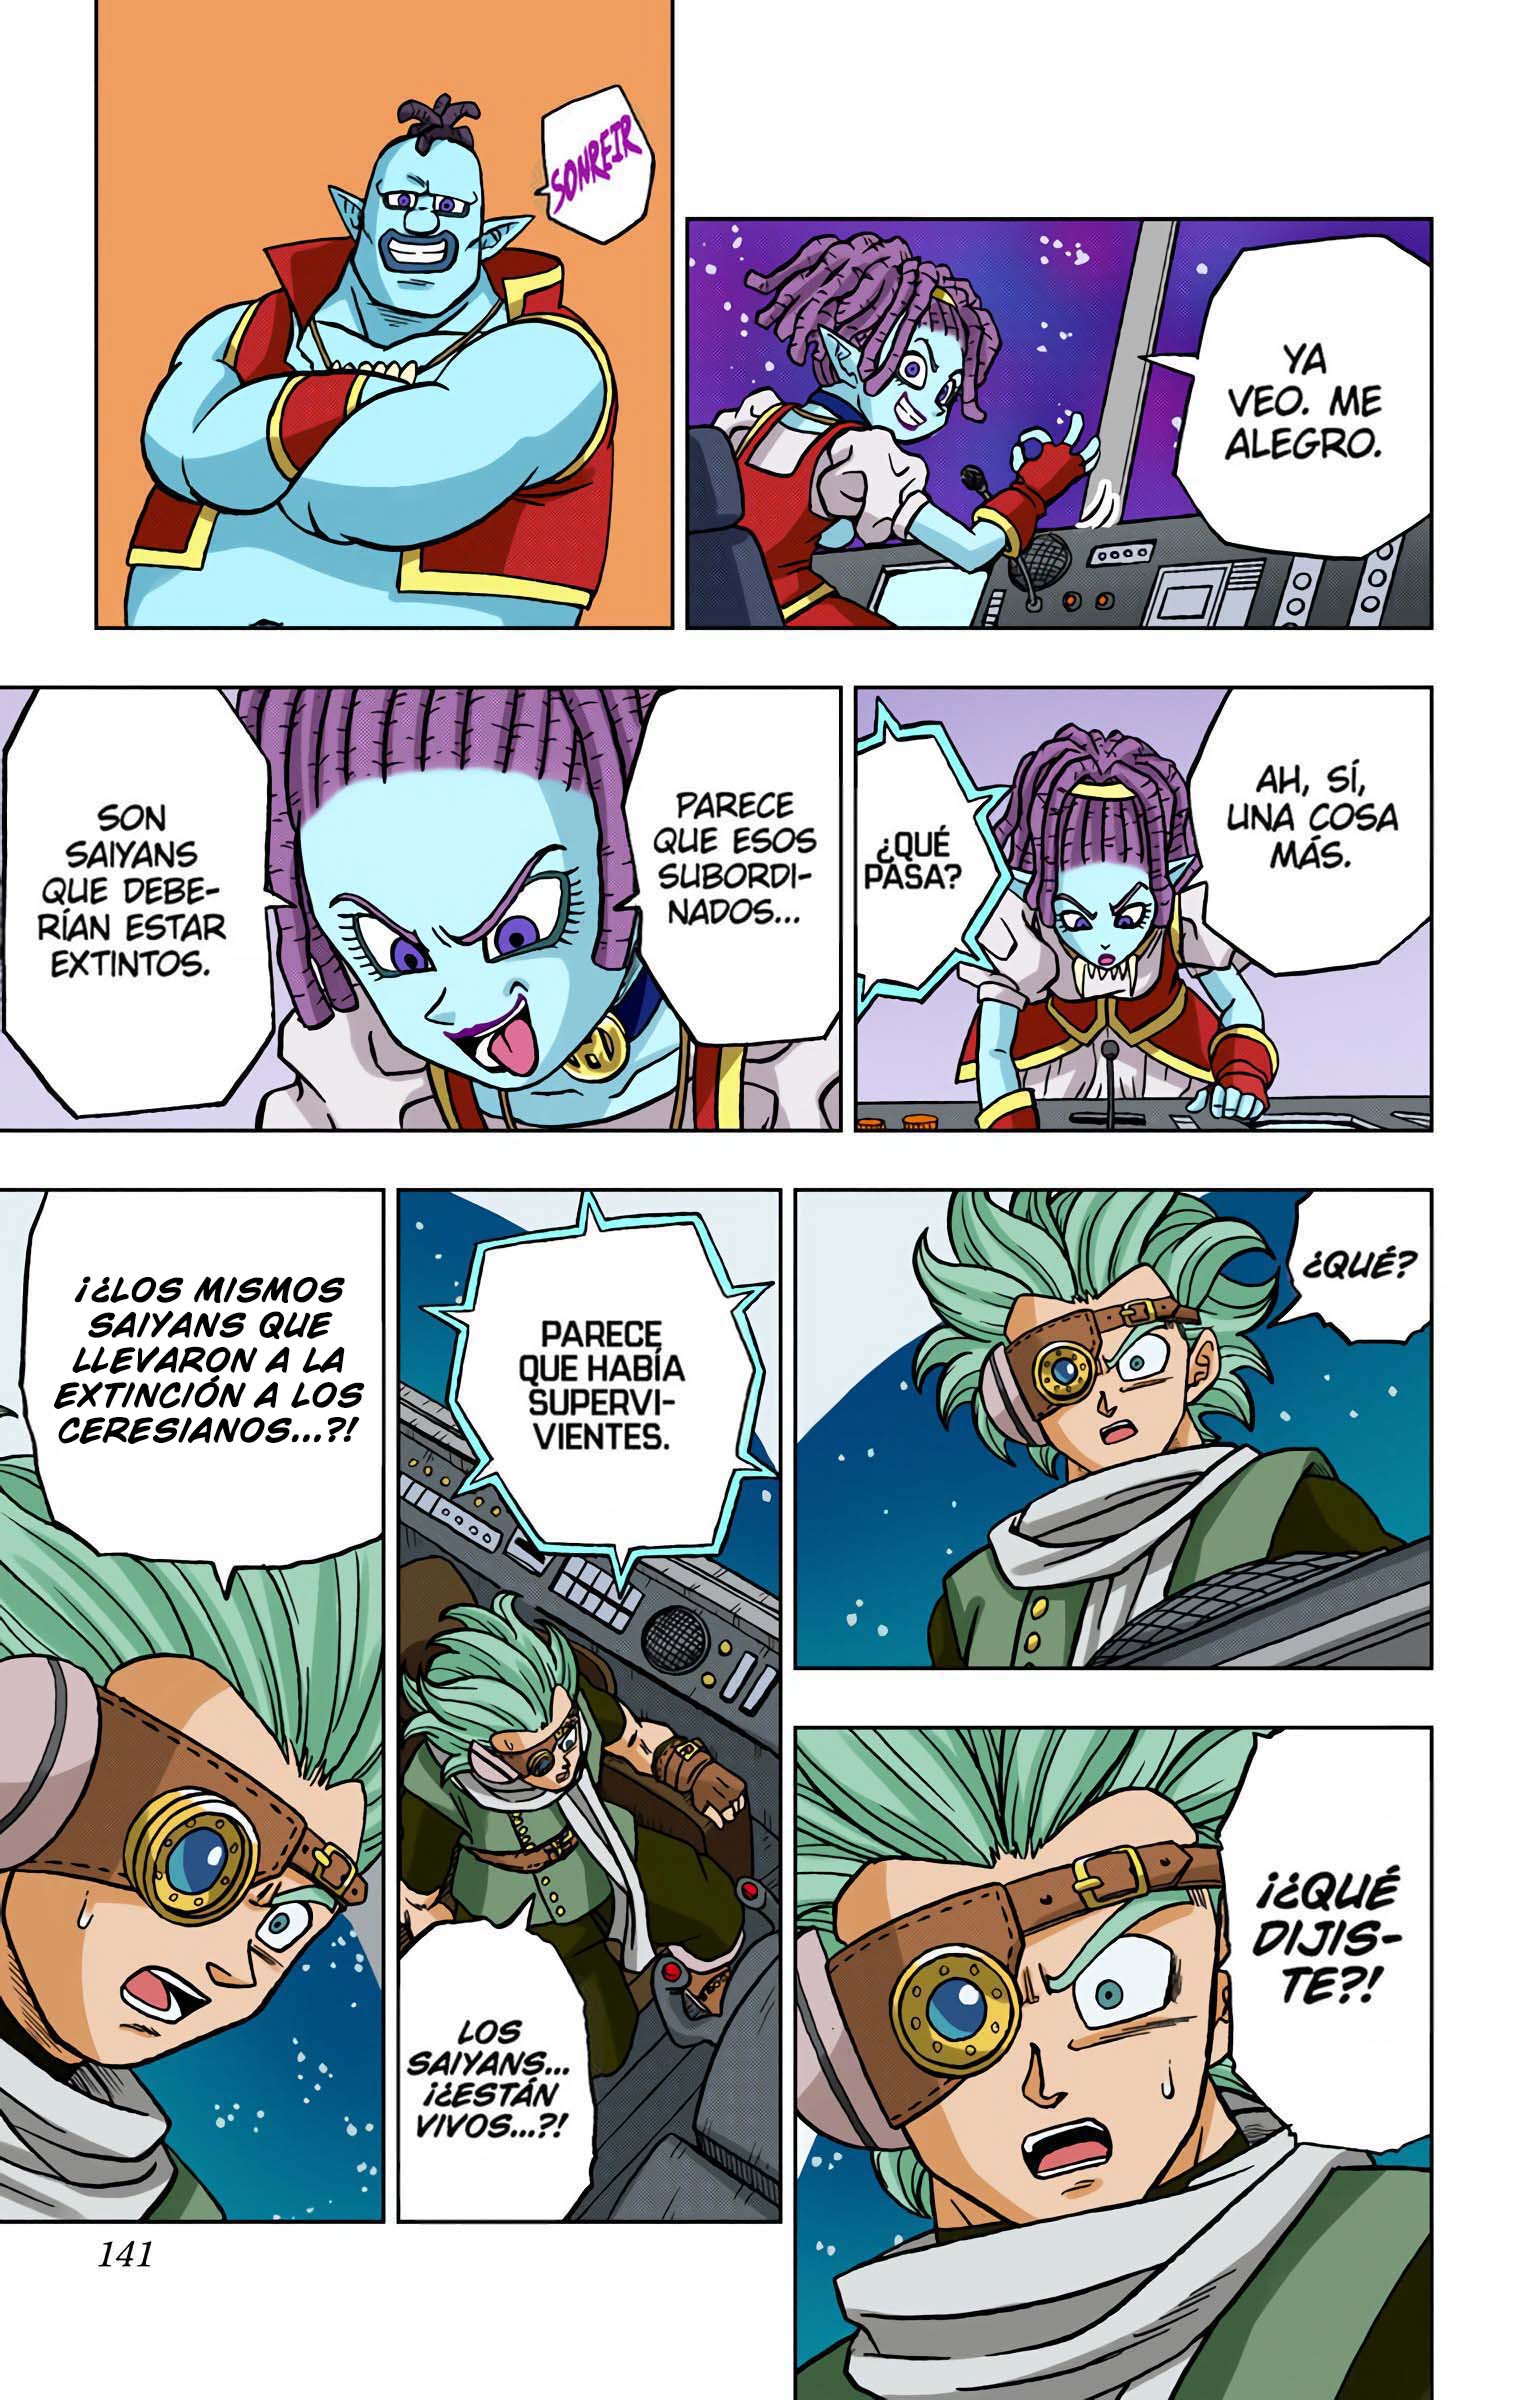 YA
VEO. ME
ALEGRO.
SONREIR
AH, SÍ,
UNA COSA
MÁS.
¿QUÉ
PASA?
PARECE
QUE ESOS
SUBORDI-
NADOS...
SON
SAIYANS
QUE DEBE-
RÍAN ESTAR
EXTINTOS.
¿QUÉ?
¡¿QUÉ
DIJIS-
TE?!
PARECE
QUE HABÍA
SUPERVI-
VIENTES.
LOS
SAIYANS...
¡¿ESTÁN
VIVOS...?!
¡¿LOS MISMOS
SAIYANS QUE
LLEVARON A LA
EXTINCIÓN A LOS
CERESIANOS...?!
141